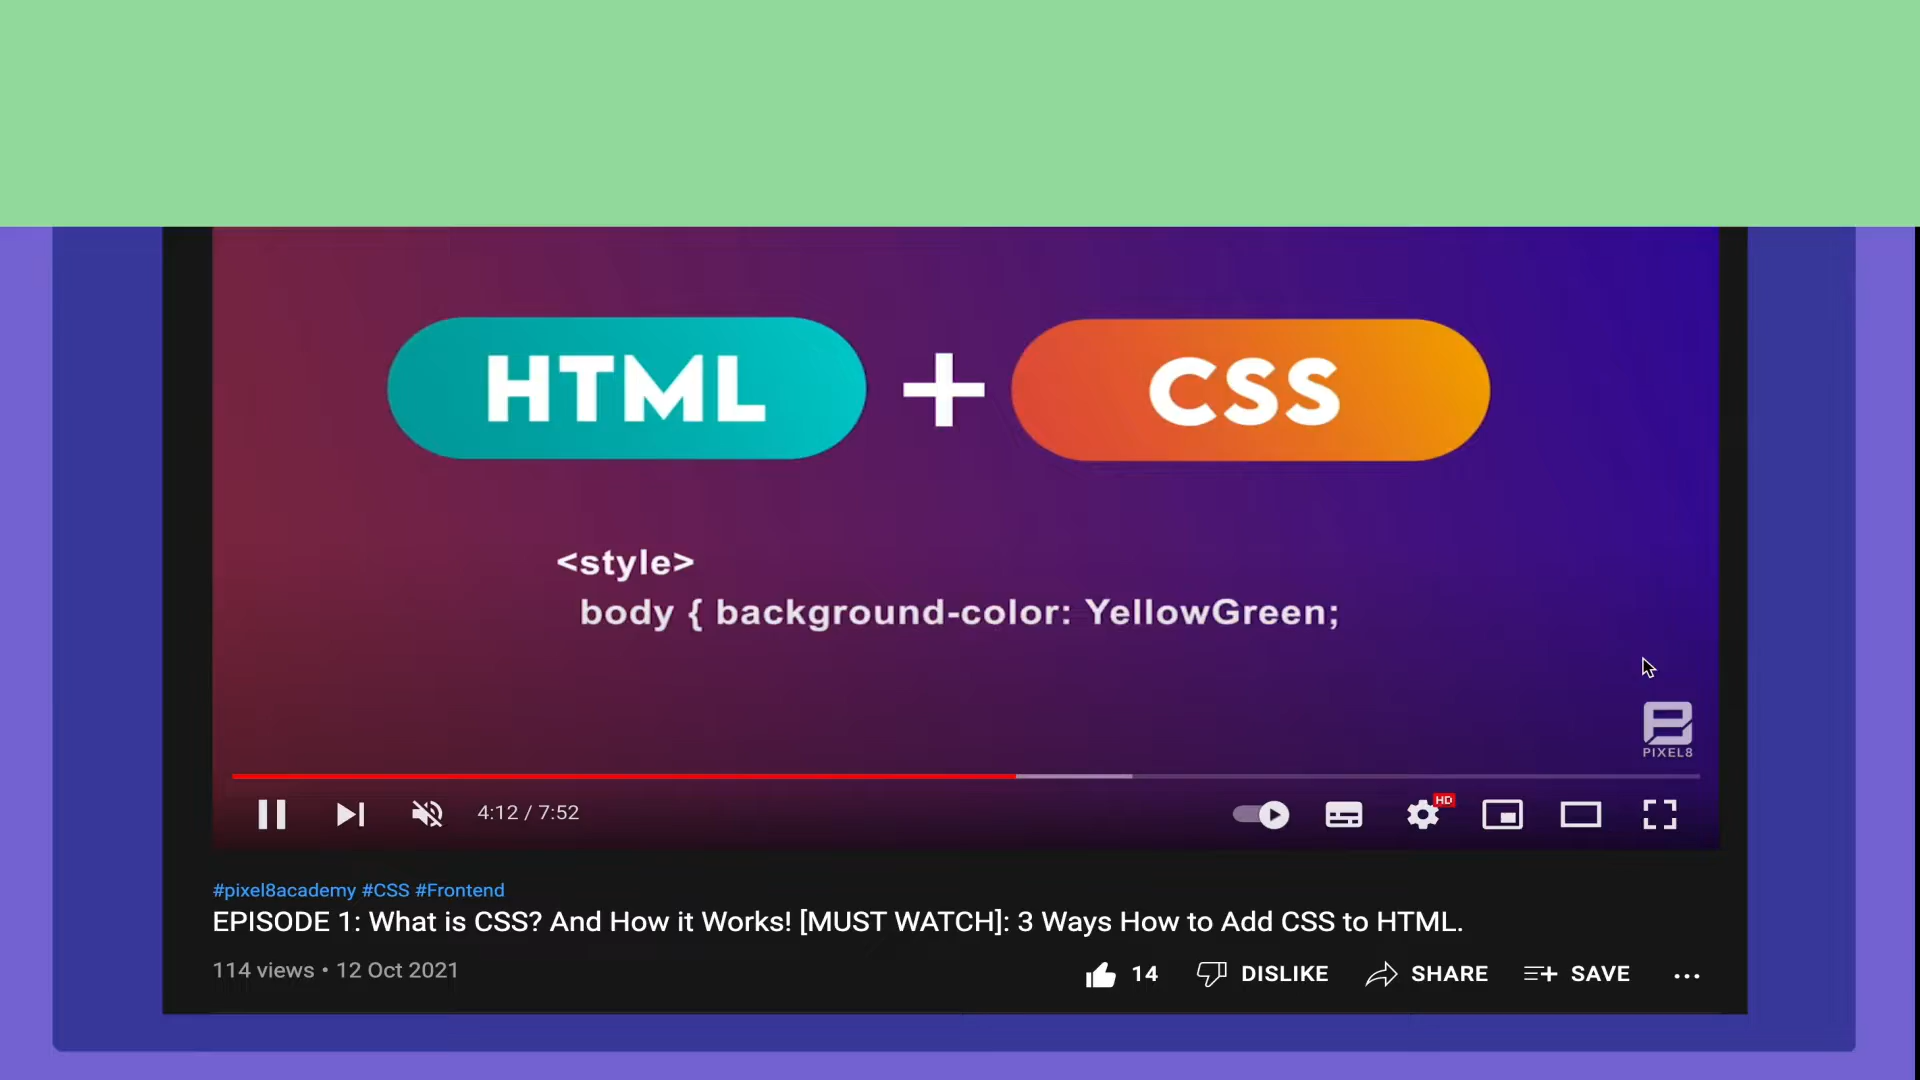 HTML + CSS
<style>
body { background-color: YellowGreen;
PIXEL8
HD
4:12 / 7:52
#pixel8academy #CSS #Frontend
EPISODE 1: What is CSS? And How it Works! [MUST WATCH]: 3 Ways How to Add CSS to HTML.
114 views • 12 Oct 2021
14 DISLIKE SHARE SAVE ...